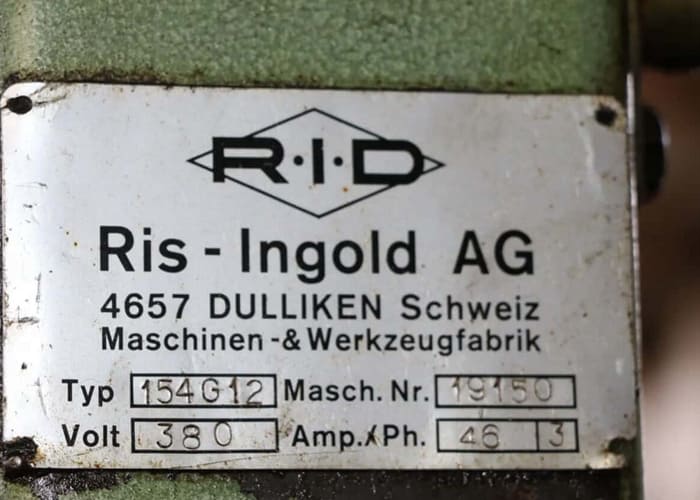 R·I·D
Ris - Ingold AG
4657 DULLIKEN Schweiz
Maschinen -& Werkzeugfabrik
Typ 154G12 Masch. Nr. 19150
Volt 380 Amp./Ph. 46 3